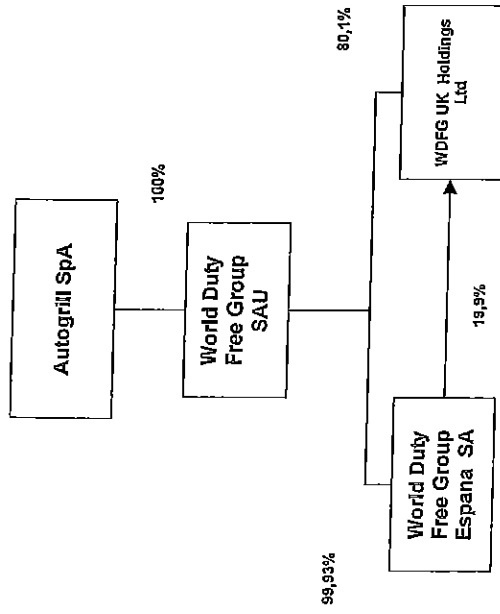 Autogrill SpA
100%
World Duty
Free Group
SAU
99,93%
80,1%
World Duty
Free Group
Espana SA
19,9%
WDFG UK Holdings
Ltd